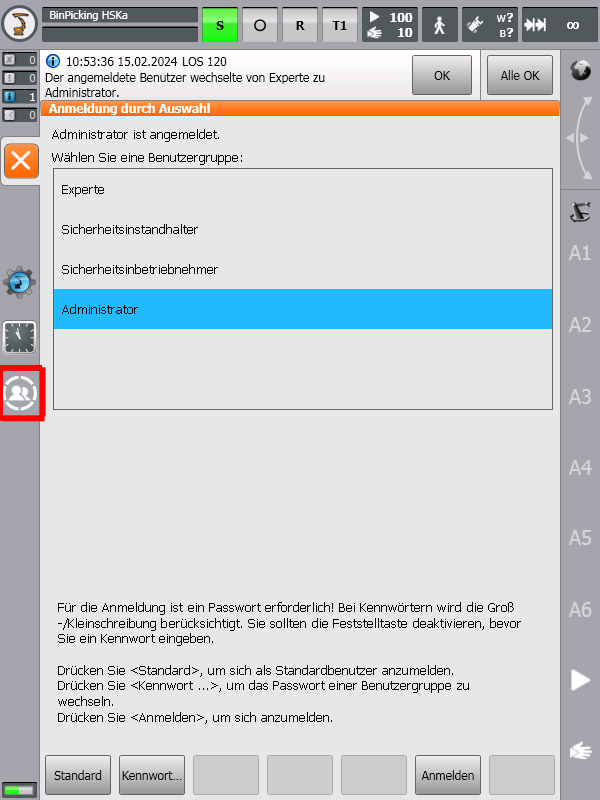 BinPicking HSKa
S
O
R
T1
100
10
W?
B?
∞
0
0
1
0
10:53:36 15.02.2024 LOS 120
Der angemeldete Benutzer wechselte von Experte zu
Administrator.
OK
Alle OK
Anmeldung durch Auswahl
Administrator ist angemeldet.
Wählen Sie eine Benutzergruppe:
Experte
Sicherheitsinstandhalter
Sicherheitsinbetriebnehmer
Administrator
A1
A2
A3
A4
A5
A6
Für die Anmeldung ist ein Passwort erforderlich! Bei Kennwörtern wird die Groß
-/Kleinschreibung berücksichtigt. Sie sollten die Feststelltaste deaktivieren, bevor
Sie ein Kennwort eingeben.
Drücken Sie <Standard>, um sich als Standardbenutzer anzumelden.
Drücken Sie <Kennwort ...>, um das Passwort einer Benutzergruppe zu
wechseln.
Drücken Sie <Anmelden>, um sich anzumelden.
Standard
Kennwort...
Anmelden